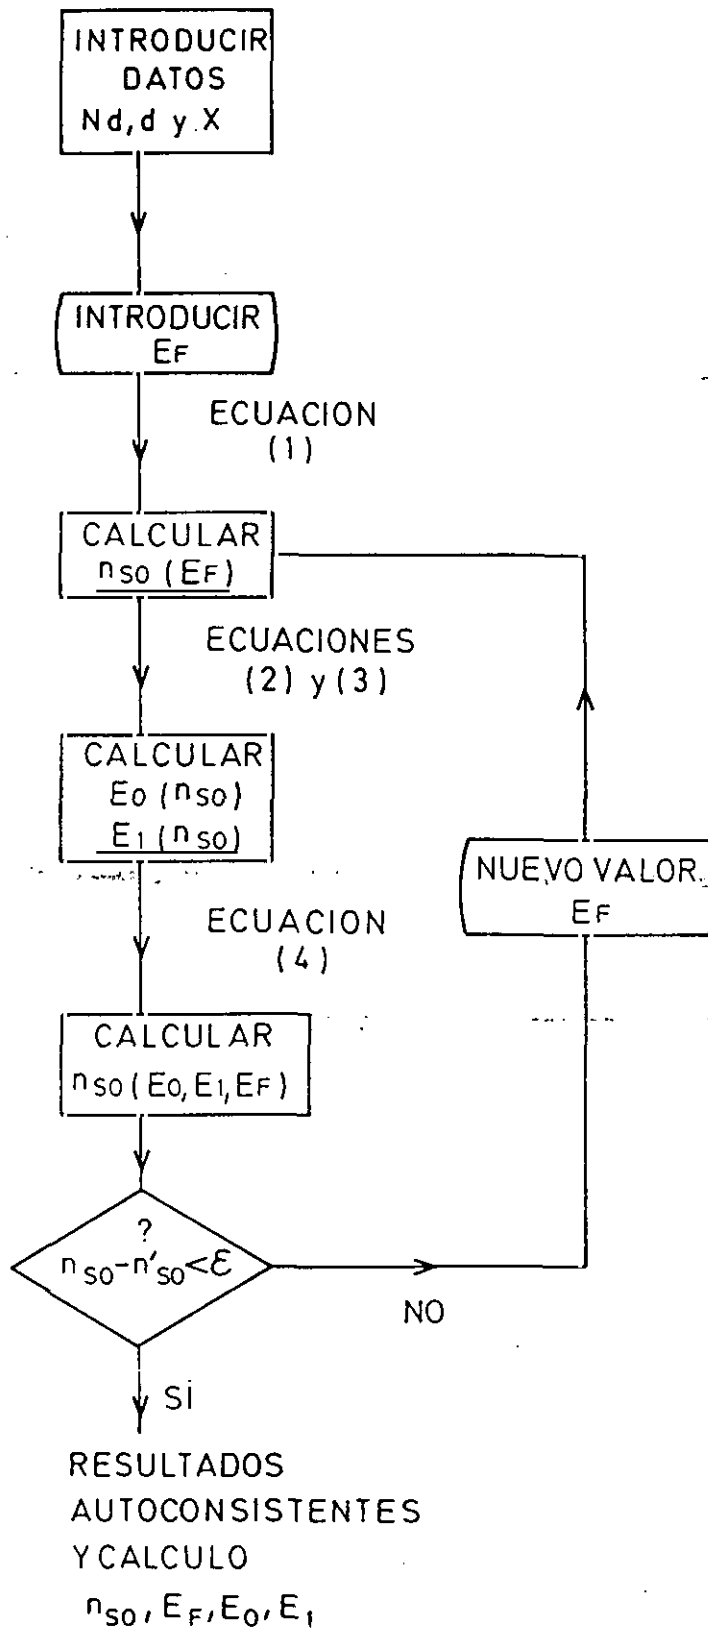 INTRODUCIR
DATOS
Nd, d y X
INTRODUCIR
EF
ECUACION
(1)
CALCULAR
nso (EF)
ECUACIONES
(2) y (3)
CALCULAR
E0 (nso)
E1 (nso)
NUEVO VALOR
EF
ECUACION
(4)
CALCULAR
nso (E0, E1, EF)
?
nso-n'so<ε
NO
SI
RESULTADOS
AUTOCONSISTENTES
Y CALCULO
nso, EF, E0, E1